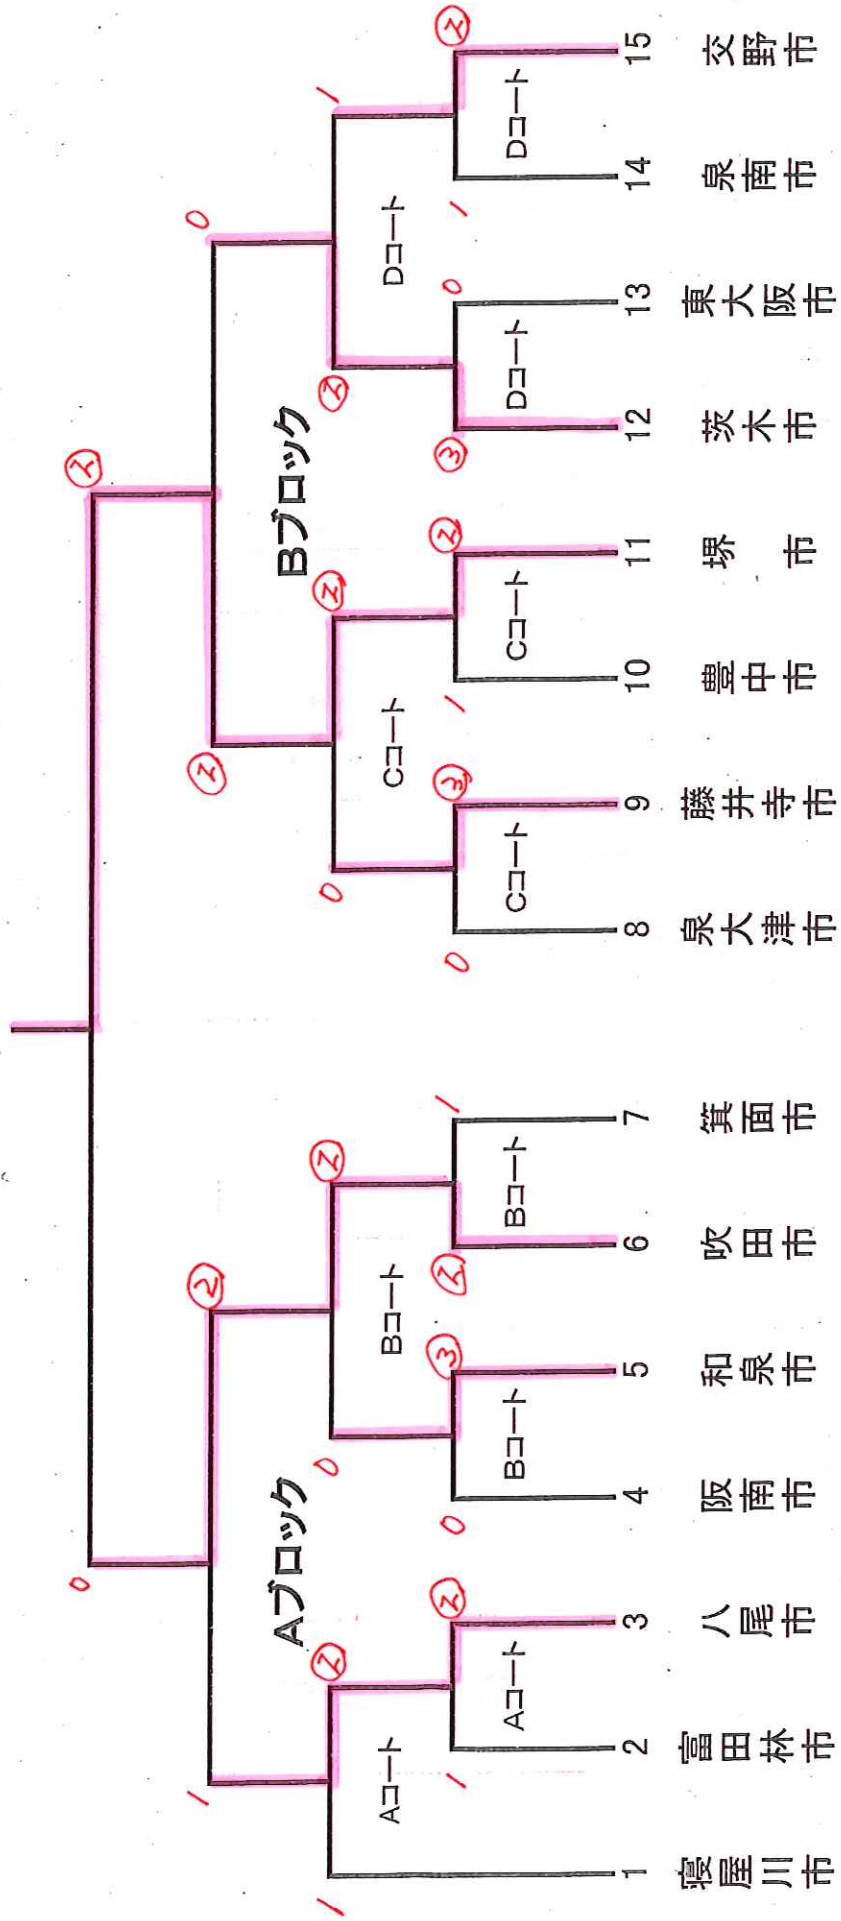 ② 0
Aブロック Bブロック
1 ② ② 0
Aコート Bコート Cコート Dコート
1 ② 0 ② 0 ② ② 1
Aコート Bコート Bコート Cコート Cコート Dコート Dコート
1 ② 0 ③ ② 1 0 ③ 1 ② ③ 0 1 ②
1 2 3 4 5 6 7 8 9 10 11 12 13 14 15
寝屋川市
富田林市
八尾市
阪南市
和泉市
吹田市
箕面市
泉大津市
藤井寺市
豊中市
堺 市
茨木市
東大阪市
泉南市
交野市